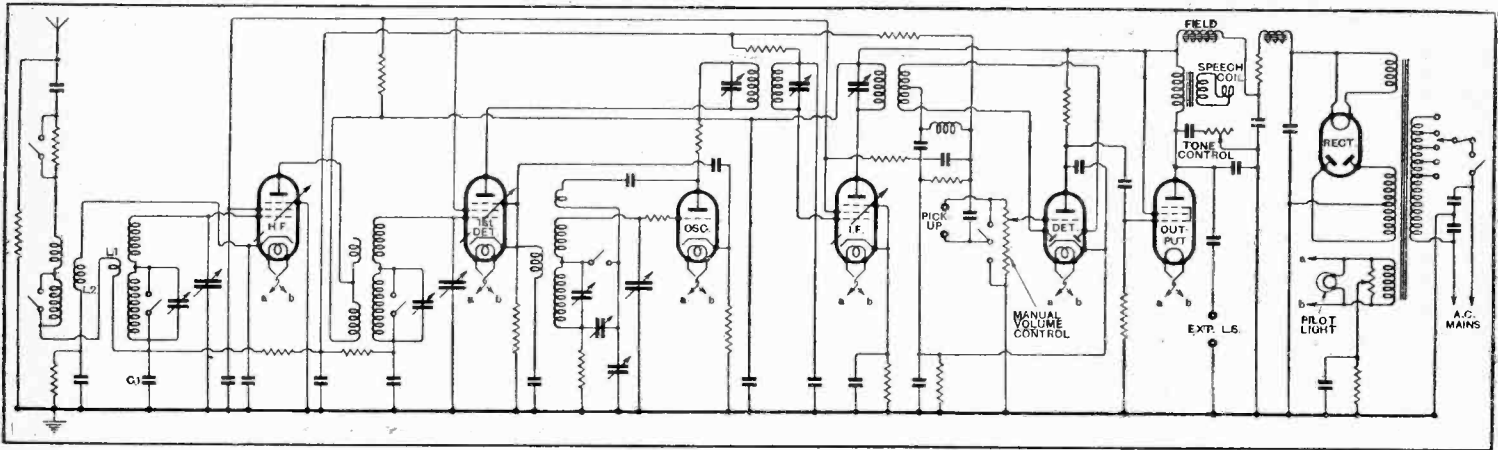 FIELD
SPEECH
COIL
TONE
CONTROL
RECT.
H.F.
1ST
DET.
OSC.
I.F.
PICK
UP
DET.
OUT-
PUT
L1
L2
C1
a b
a b
a b
a b
a b
a b
MANUAL
VOLUME
CONTROL
EXT. L.S.
a
b
PILOT
LIGHT
A.C.
MAINS